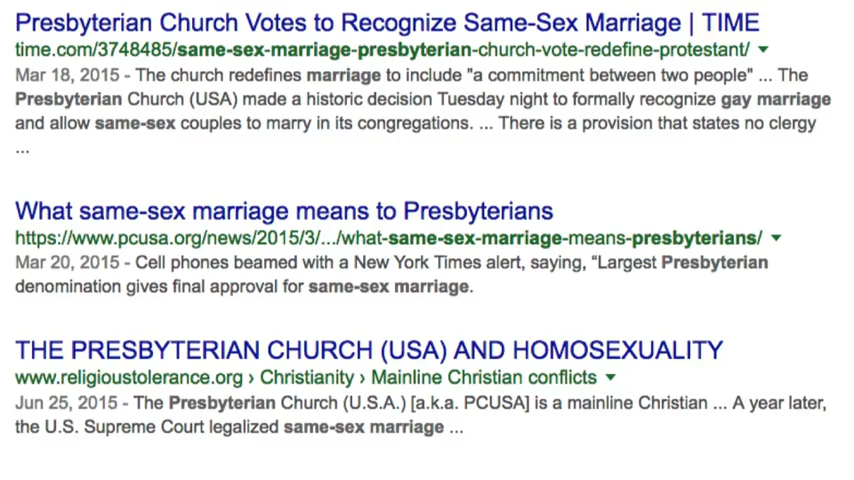 Presbyterian Church Votes to Recognize Same-Sex Marriage | TIME
time.com/3748485/same-sex-marriage-presbyterian-church-vote-redefine-protestant/
Mar 18, 2015 - The church redefines marriage to include "a commitment between two people" ... The
Presbyterian Church (USA) made a historic decision Tuesday night to formally recognize gay marriage
and allow same-sex couples to marry in its congregations. ... There is a provision that states no clergy
...
What same-sex marriage means to Presbyterians
https://www.pcusa.org/news/2015/3/.../what-same-sex-marriage-means-presbyterians/
Mar 20, 2015 - Cell phones beamed with a New York Times alert, saying, “Largest Presbyterian
denomination gives final approval for same-sex marriage.
THE PRESBYTERIAN CHURCH (USA) AND HOMOSEXUALITY
www.religioustolerance.org › Christianity › Mainline Christian conflicts
Jun 25, 2015 - The Presbyterian Church (U.S.A.) [a.k.a. PCUSA] is a mainline Christian ... A year later,
the U.S. Supreme Court legalized same-sex marriage ...